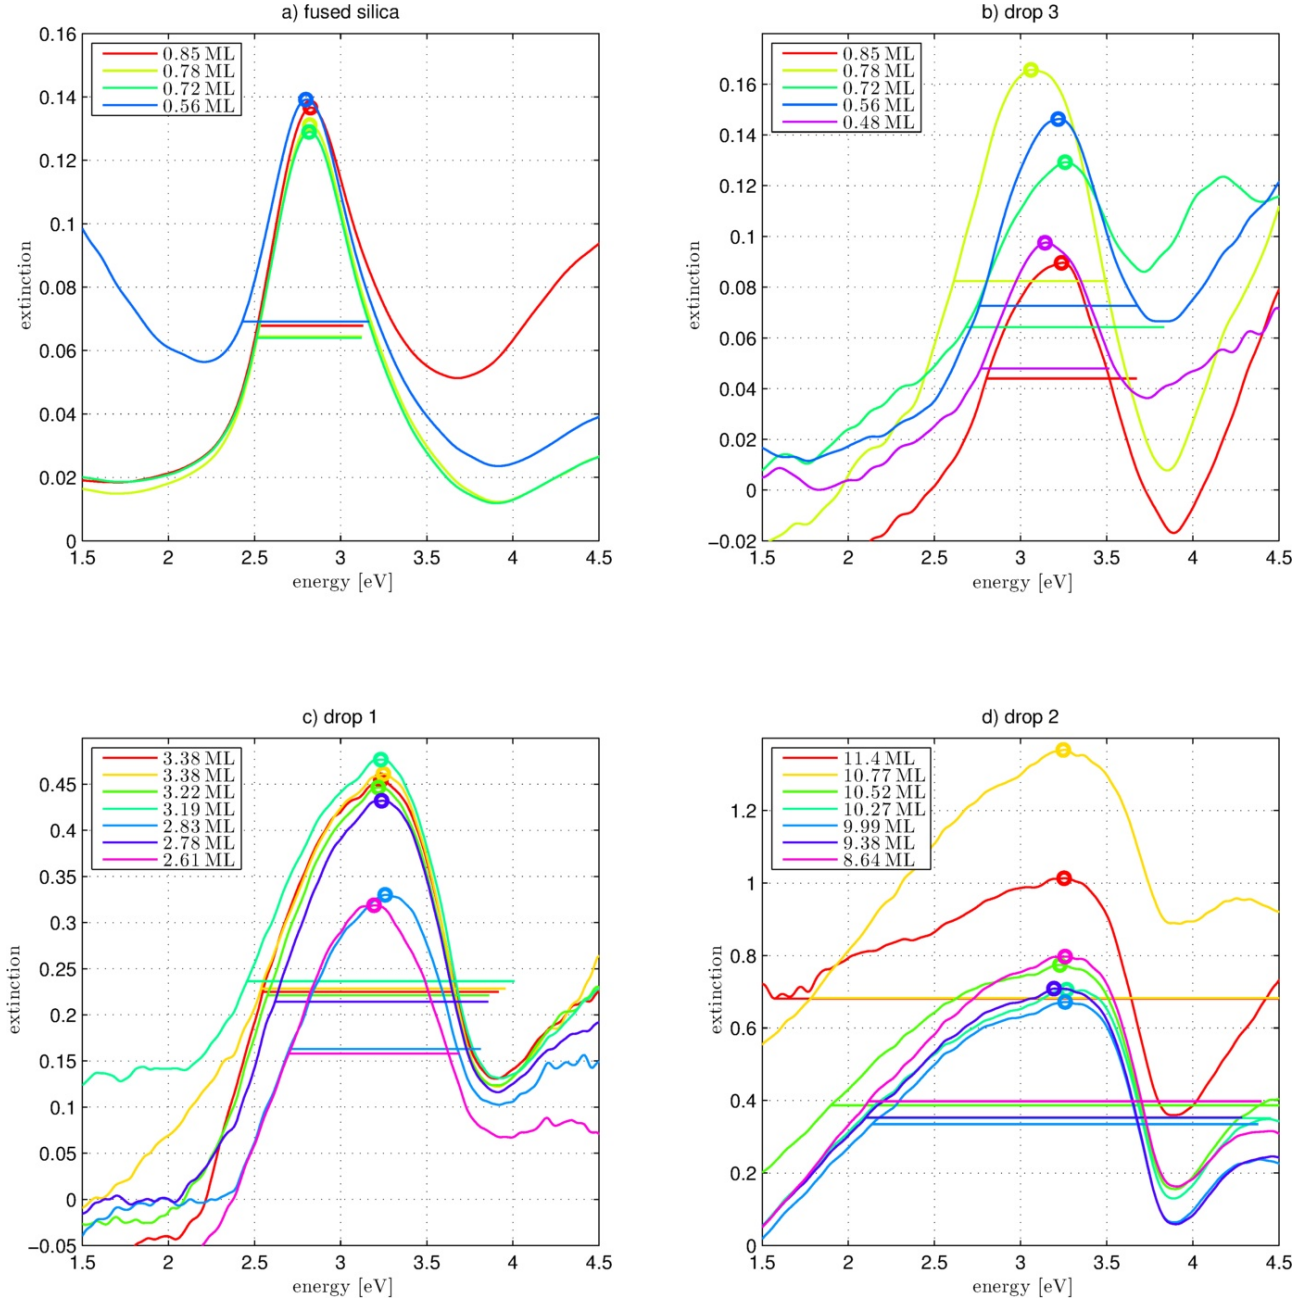 a) fused silica
0.16
0.14
0.12
0.1
0.08
0.06
0.04
0.02
0
extinction
0.85 ML
0.78 ML
0.72 ML
0.56 ML
1.5 2 2.5 3 3.5 4 4.5
energy [eV]
b) drop 3
0.16
0.14
0.12
0.1
0.08
0.06
0.04
0.02
0
−0.02
extinction
0.85 ML
0.78 ML
0.72 ML
0.56 ML
0.48 ML
1.5 2 2.5 3 3.5 4 4.5
energy [eV]
c) drop 1
0.45
0.4
0.35
0.3
0.25
0.2
0.15
0.1
0.05
0
−0.05
extinction
3.38 ML
3.38 ML
3.22 ML
3.19 ML
2.83 ML
2.78 ML
2.61 ML
1.5 2 2.5 3 3.5 4 4.5
energy [eV]
d) drop 2
1.2
1
0.8
0.6
0.4
0.2
0
extinction
11.4 ML
10.77 ML
10.52 ML
10.27 ML
9.99 ML
9.38 ML
8.64 ML
1.5 2 2.5 3 3.5 4 4.5
energy [eV]